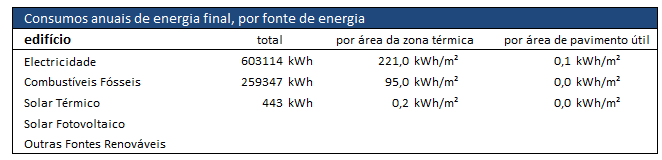 Consumos anuais de energia final, por fonte de energia
edifício total por área da zona térmica por área de pavimento útil
Electricidade 603114 kWh 221,0 kWh/m² 0,1 kWh/m²
Combustíveis Fósseis 259347 kWh 95,0 kWh/m² 0,0 kWh/m²
Solar Térmico 443 kWh 0,2 kWh/m² 0,0 kWh/m²
Solar Fotovoltaico
Outras Fontes Renováveis